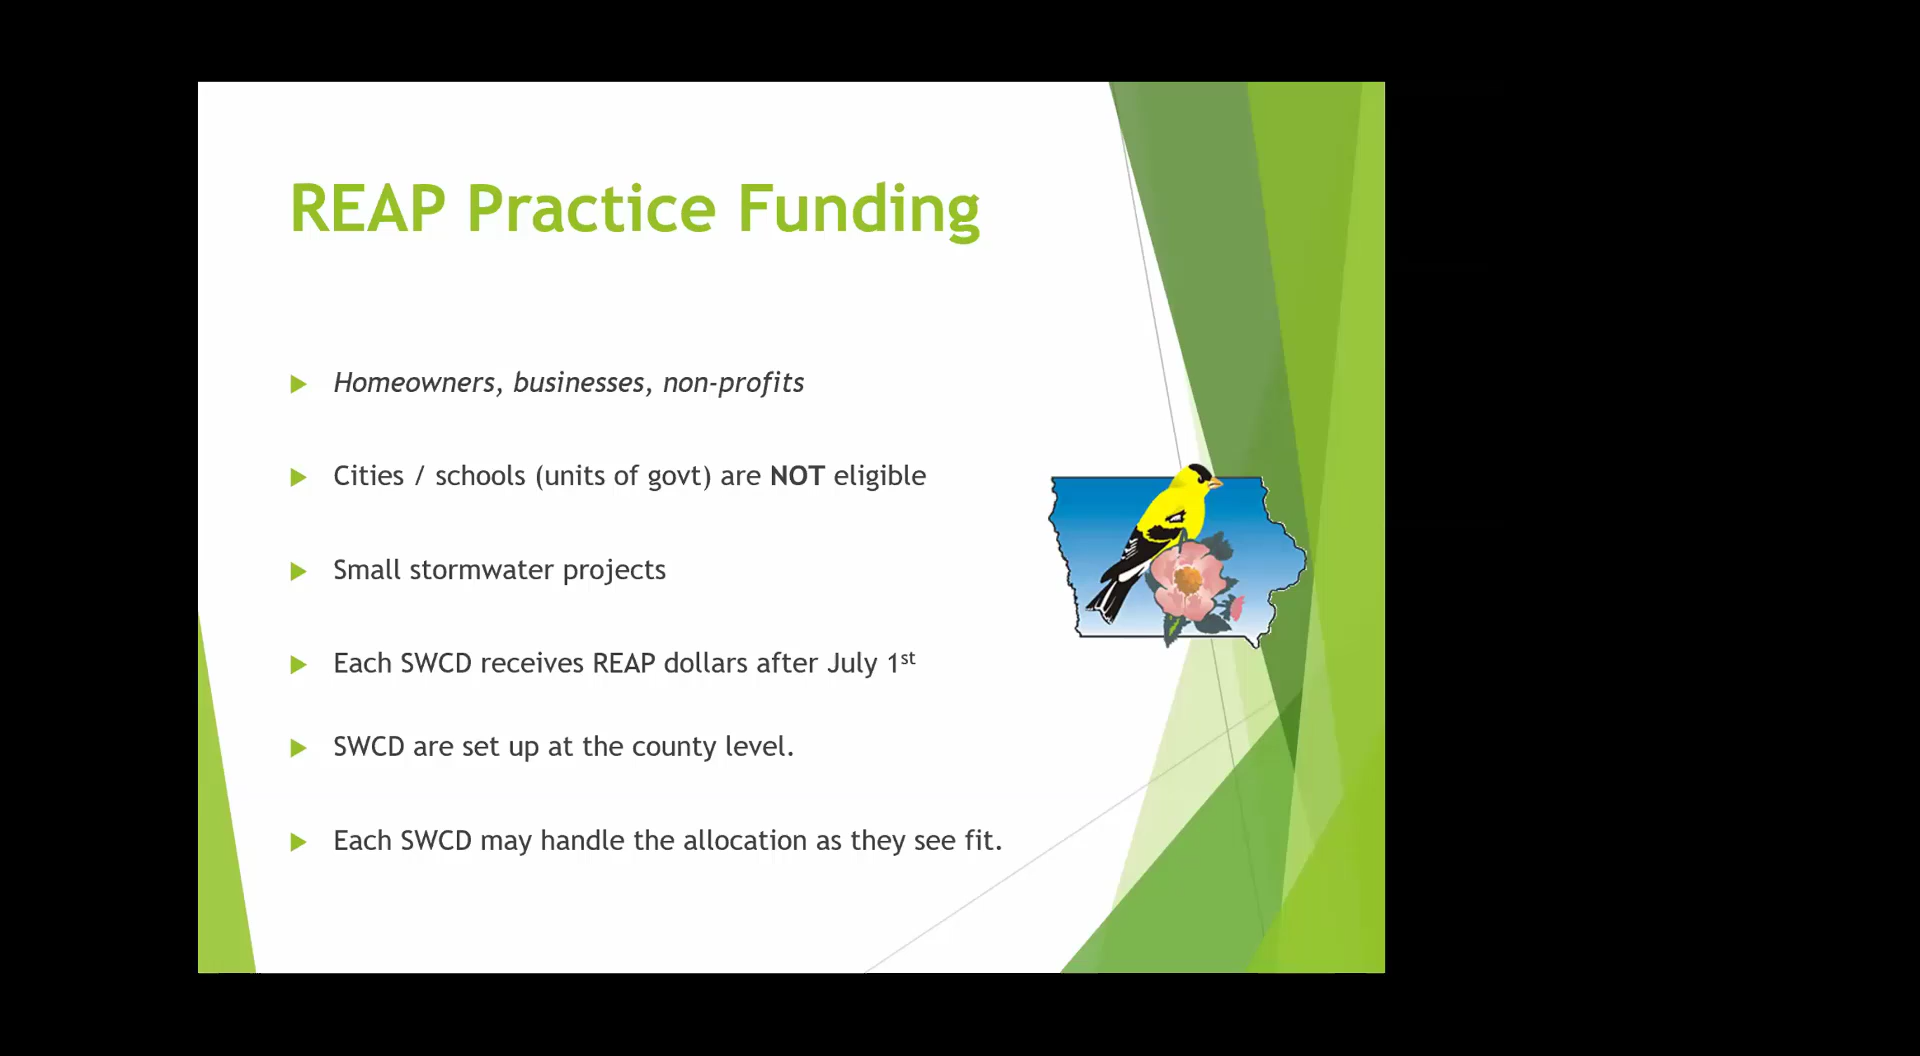 REAP Practice Funding
Homeowners, businesses, non-profits
Cities / schools (units of govt) are NOT eligible
Small stormwater projects
Each SWCD receives REAP dollars after July 1st
SWCD are set up at the county level.
Each SWCD may handle the allocation as they see fit.